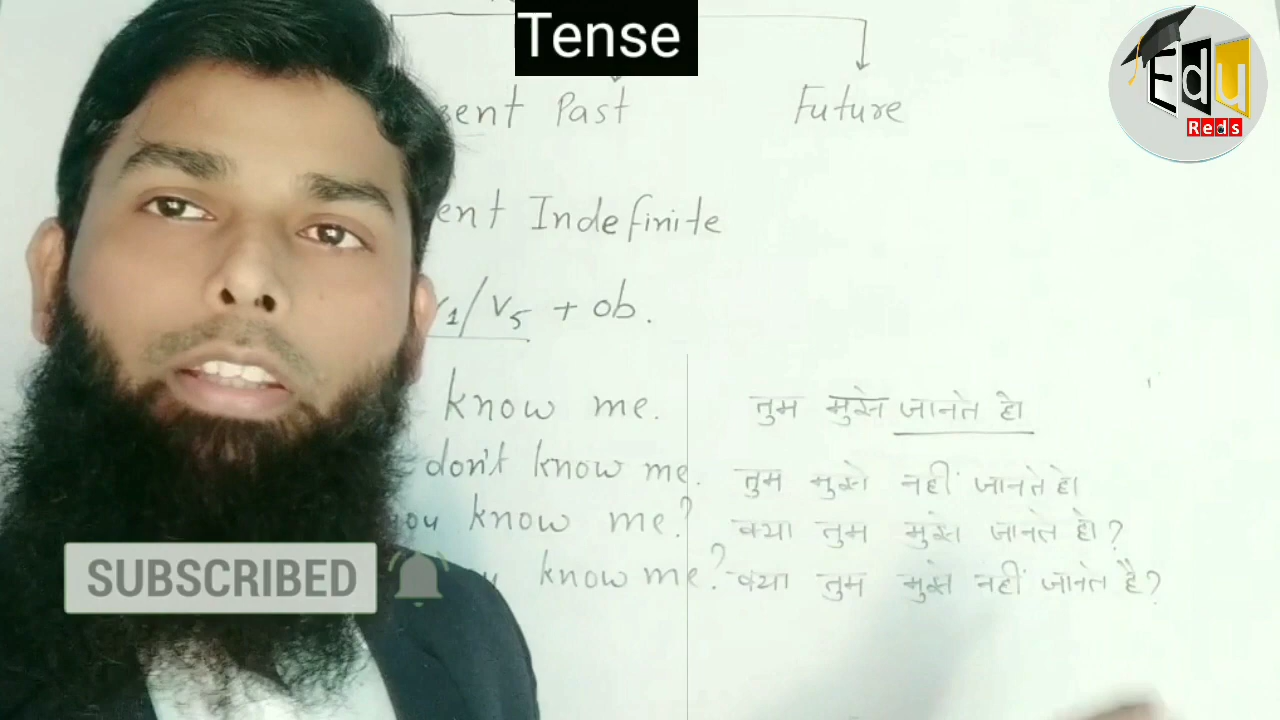 Tense
Edu
Reds
Past Future
Indefinite
/V5 + ob.
know me. तुम मुझे जानते हो
don't know me. तुम मुझे नहीं जानते हो
know me? क्या तुम मुझे जानते हो?
know me? क्या तुम मुझे नहीं जानते है?
SUBSCRIBED